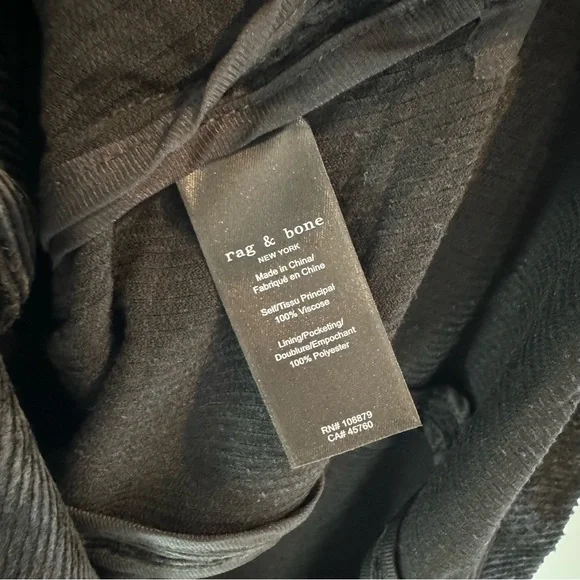 rag & bone
NEW YORK
Made in China/
Fabriqué en Chine
Self/Tissu Principal
100% Viscose
Lining/Pocketing/
Doublure/Empochant
100% Polyester
RN# 108879
CA# 45760